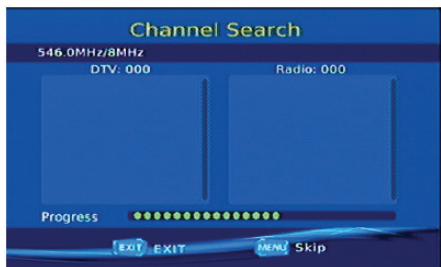 Channel Search
546.0MHz/8MHz
DTV: 000 Radio: 000
Progress
EXIT EXIT MENU Skip